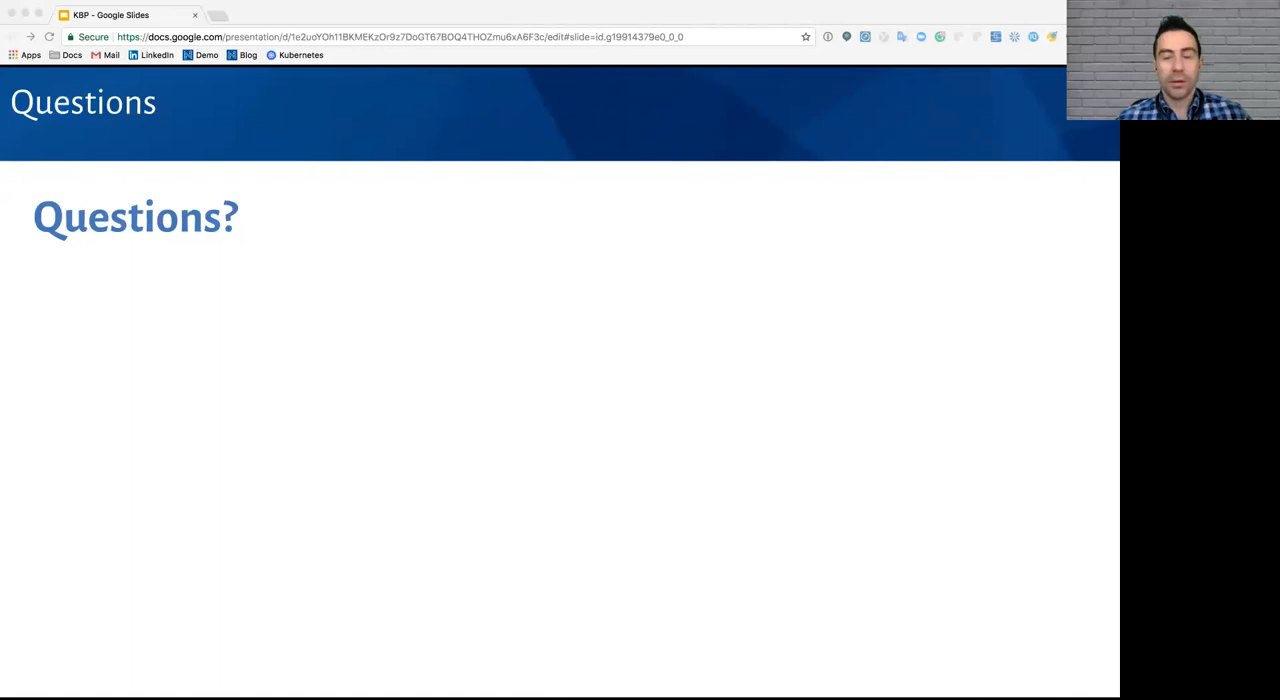 KBP - Google Slides
Secure
https://docs.google.com/presentation/d/1e2uoYOh11BKMEKzOr9z7DoGT67BOQ4THOZmu6xA6F3c/edit#slide=id.g19914379e0_0_0
Apps Docs Mail LinkedIn Demo Blog Kubernetes
Questions
Questions?